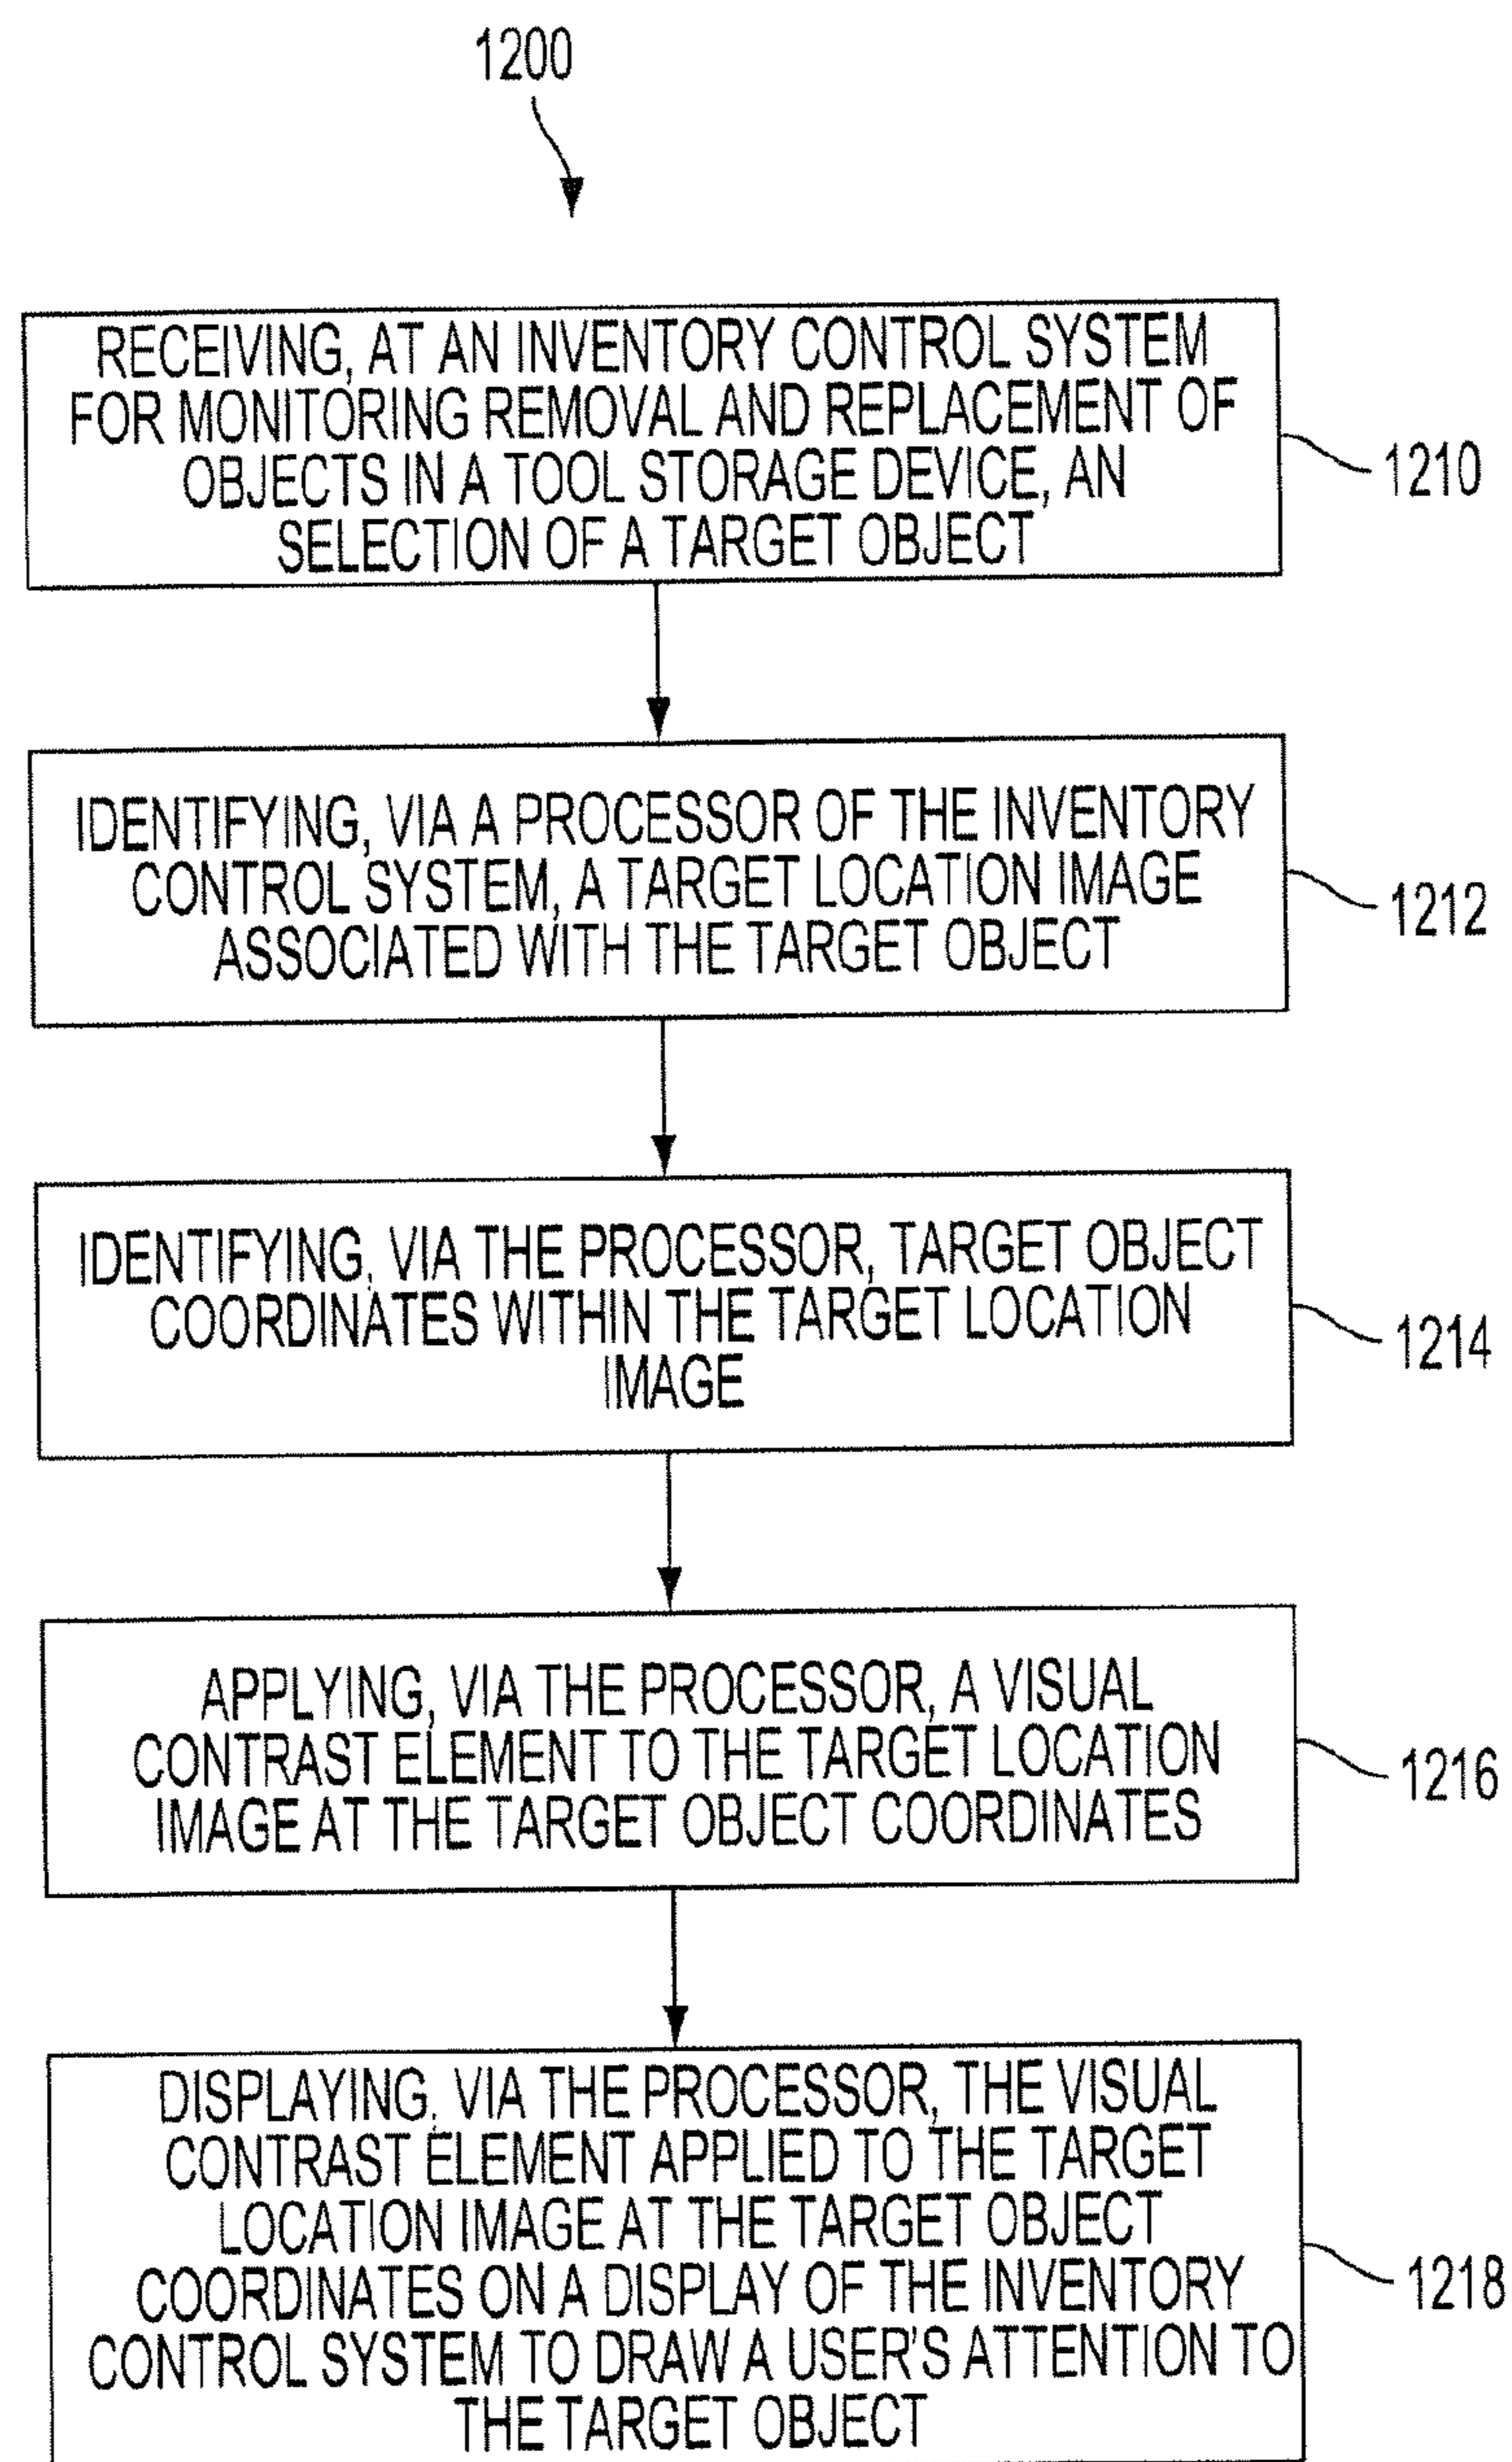 1200
RECEIVING, AT AN INVENTORY CONTROL SYSTEM
FOR MONITORING REMOVAL AND REPLACEMENT OF
OBJECTS IN A TOOL STORAGE DEVICE, AN
SELECTION OF A TARGET OBJECT
1210
IDENTIFYING, VIA A PROCESSOR OF THE INVENTORY
CONTROL SYSTEM, A TARGET LOCATION IMAGE
ASSOCIATED WITH THE TARGET OBJECT
1212
IDENTIFYING, VIA THE PROCESSOR, TARGET OBJECT
COORDINATES WITHIN THE TARGET LOCATION
IMAGE
1214
APPLYING, VIA THE PROCESSOR, A VISUAL
CONTRAST ELEMENT TO THE TARGET LOCATION
IMAGE AT THE TARGET OBJECT COORDINATES
1216
DISPLAYING, VIA THE PROCESSOR, THE VISUAL
CONTRAST ELEMENT APPLIED TO THE TARGET
LOCATION IMAGE AT THE TARGET OBJECT
COORDINATES ON A DISPLAY OF THE INVENTORY
CONTROL SYSTEM TO DRAW A USER'S ATTENTION TO
THE TARGET OBJECT
1218